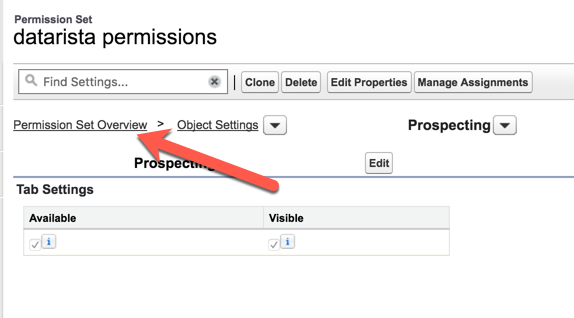 Permission Set
datarista permissions
Find Settings... Clone Delete Edit Properties Manage Assignments
Permission Set Overview > Object Settings Prospecting
Prospecting Edit
Tab Settings
Available Visible
i i